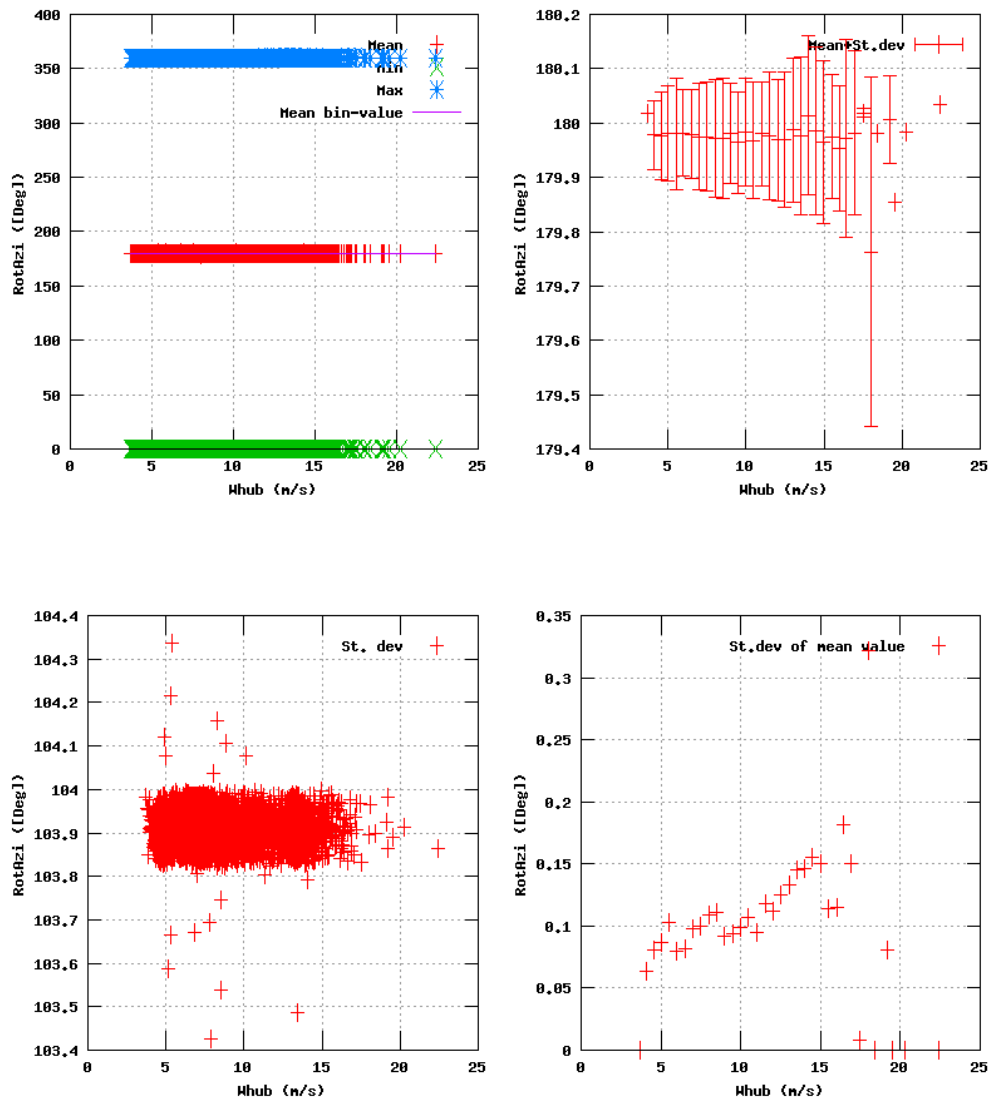 400
350
300
250
200
150
100
50
0
0 5 10 15 20 25
RotAzi ([Deg])
Whub (m/s)
Mean
Min
Max
Mean bin-value
180.2
180.1
180
179.9
179.8
179.7
179.6
179.5
179.4
0 5 10 15 20 25
RotAzi ([Deg])
Whub (m/s)
Mean+St.dev
104.4
104.3
104.2
104.1
104
103.9
103.8
103.7
103.6
103.5
103.4
0 5 10 15 20 25
RotAzi ([Deg])
Whub (m/s)
St. dev
0.35
0.3
0.25
0.2
0.15
0.1
0.05
0
0 5 10 15 20 25
RotAzi ([Deg])
Whub (m/s)
St.dev of mean value